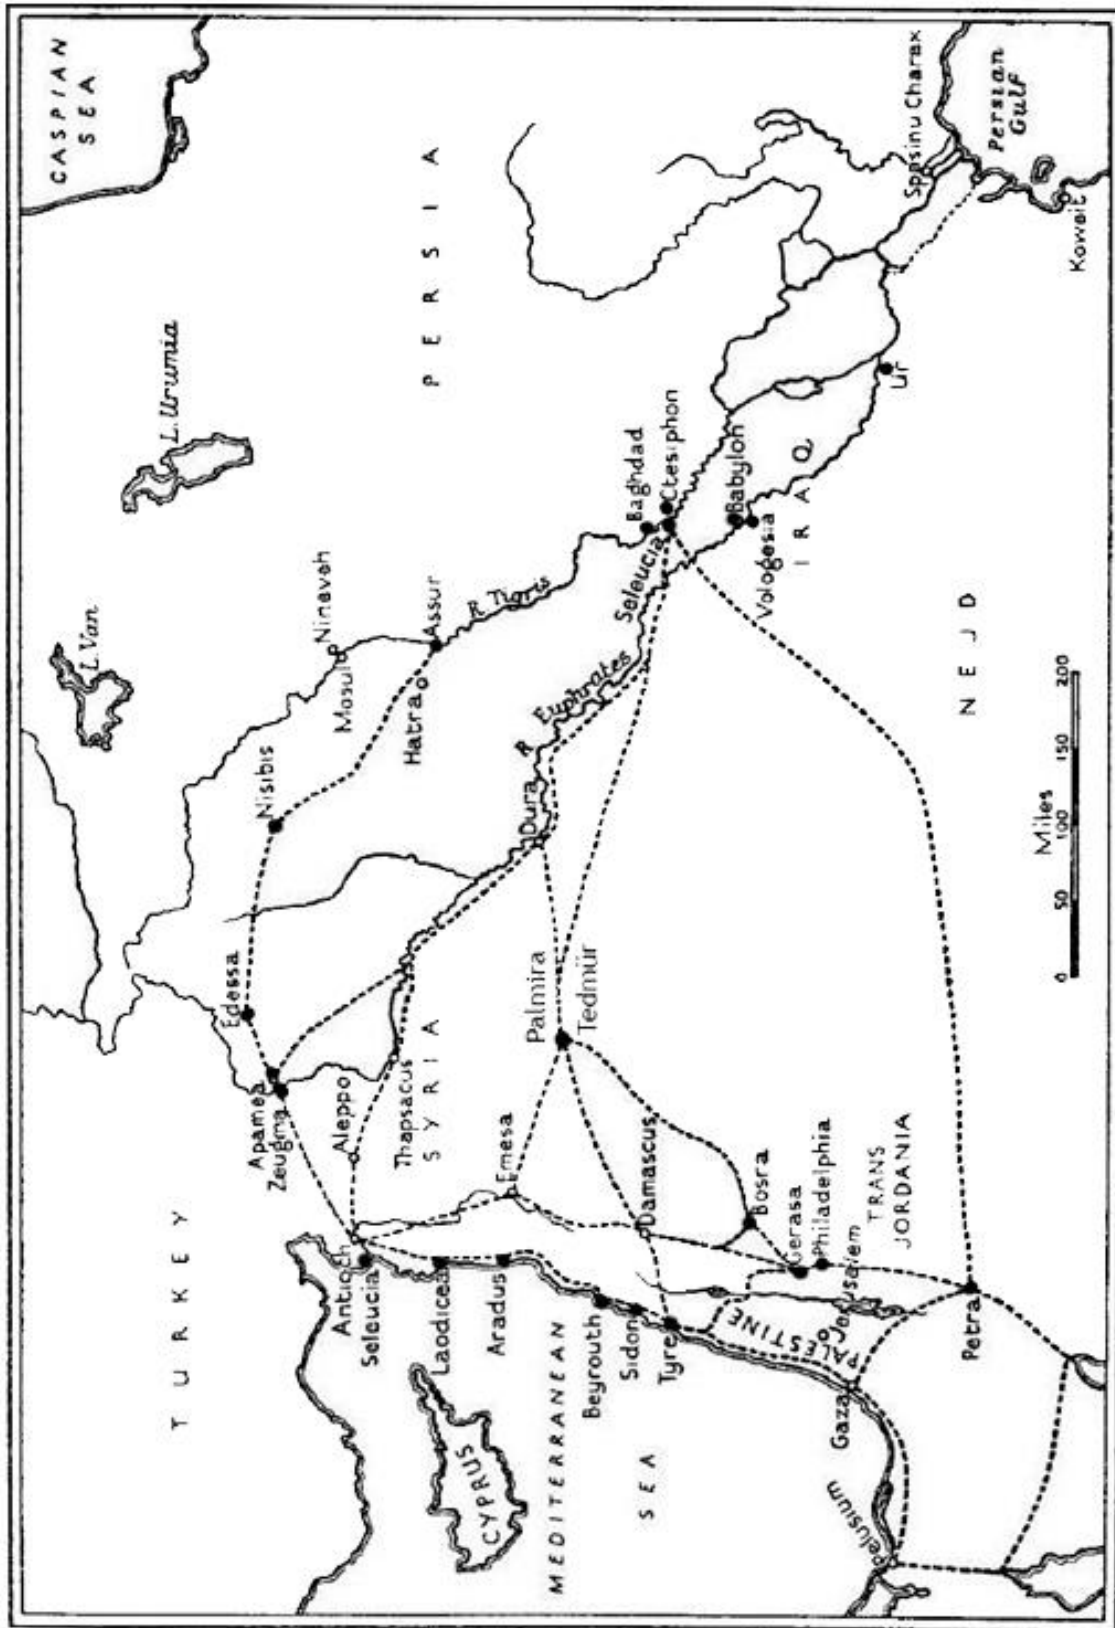 CASPIAN
SEA
L. Urumia
L. Van
TURKEY
PERSIA
Ninaveh
Mosul
Nisibis
Edessa
Apamea
Zeugma
Hatra
Assur
R. Tigris
Antioch
Seleucia
Aleppo
Thapsacus
SYRIA
Laodicea
Aradus
Emesa
Dura
R. Euphrates
Palmira
Tedmür
Baghdad
Ctesiphon
Seleucia
Babylon
Vologesia
IRAQ
Ur
Spasinu Charax
Persian
Gulf
Koweit
CYPRUS
MEDITERRANEAN
SEA
Beyrouth
Sidon
Tyre
Damascus
Bosra
Gerasa
Philadelphia
TRANS
JORDANIA
PALESTINE
Jerusalem
Gaza
Petra
Pelusium
NEJD
Miles
0 50 100 150 200